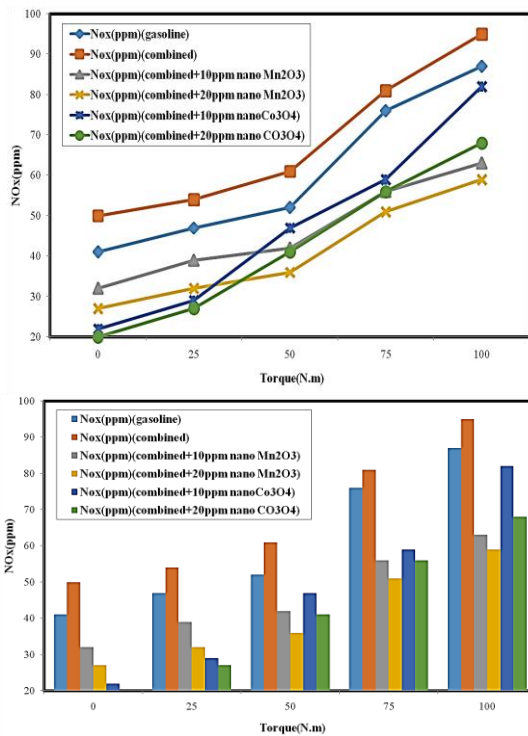 100
90
80
70
60
50
40
30
20
NOx(ppm)
Nox(ppm)(gasoline)
Nox(ppm)(combined)
Nox(ppm)(combined+10ppm nano Mn2O3)
Nox(ppm)(combined+20ppm nano Mn2O3)
Nox(ppm)(combined+10ppm nanoCo3O4)
Nox(ppm)(combined+20ppm nano CO3O4)
0 25 50 75 100
Torque(N.m)
100
90
80
70
60
50
40
30
20
NOx(ppm)
Nox(ppm)(gasoline)
Nox(ppm)(combined)
Nox(ppm)(combined+10ppm nano Mn2O3)
Nox(ppm)(combined+20ppm nano Mn2O3)
Nox(ppm)(combined+10ppm nanoCo3O4)
Nox(ppm)(combined+20ppm nano CO3O4)
0 25 50 75 100
Torque(N.m)